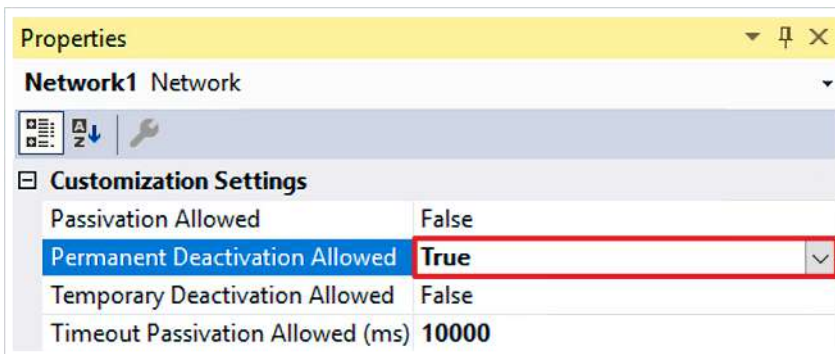 Properties
Network1 Network
Customization Settings
Passivation Allowed False
Permanent Deactivation Allowed True
Temporary Deactivation Allowed False
Timeout Passivation Allowed (ms) 10000